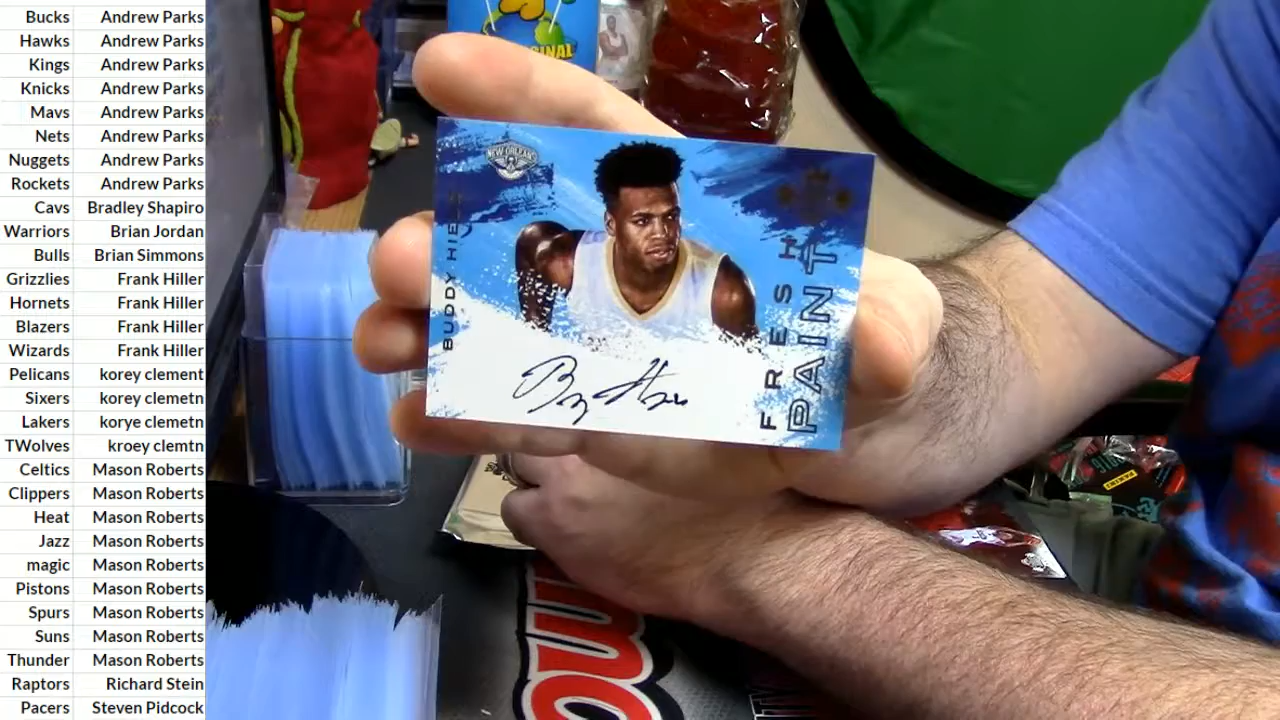 Bucks Andrew Parks
Hawks Andrew Parks
Kings Andrew Parks
Knicks Andrew Parks
Mavs Andrew Parks
Nets Andrew Parks
Nuggets Andrew Parks
Rockets Andrew Parks
Cavs Bradley Shapiro
Warriors Brian Jordan
Bulls Brian Simmons
Grizzlies Frank Hiller
Hornets Frank Hiller
Blazers Frank Hiller
Wizards Frank Hiller
Pelicans korey clement
Sixers korey clemetn
Lakers korye clemetn
TWolves kroey clemtn
Celtics Mason Roberts
Clippers Mason Roberts
Heat Mason Roberts
Jazz Mason Roberts
magic Mason Roberts
Pistons Mason Roberts
Spurs Mason Roberts
Suns Mason Roberts
Thunder Mason Roberts
Raptors Richard Stein
Pacers Steven Pidcock
NEW ORLEANS
BUDDY HIE
FRESH
PAINT
PANINI